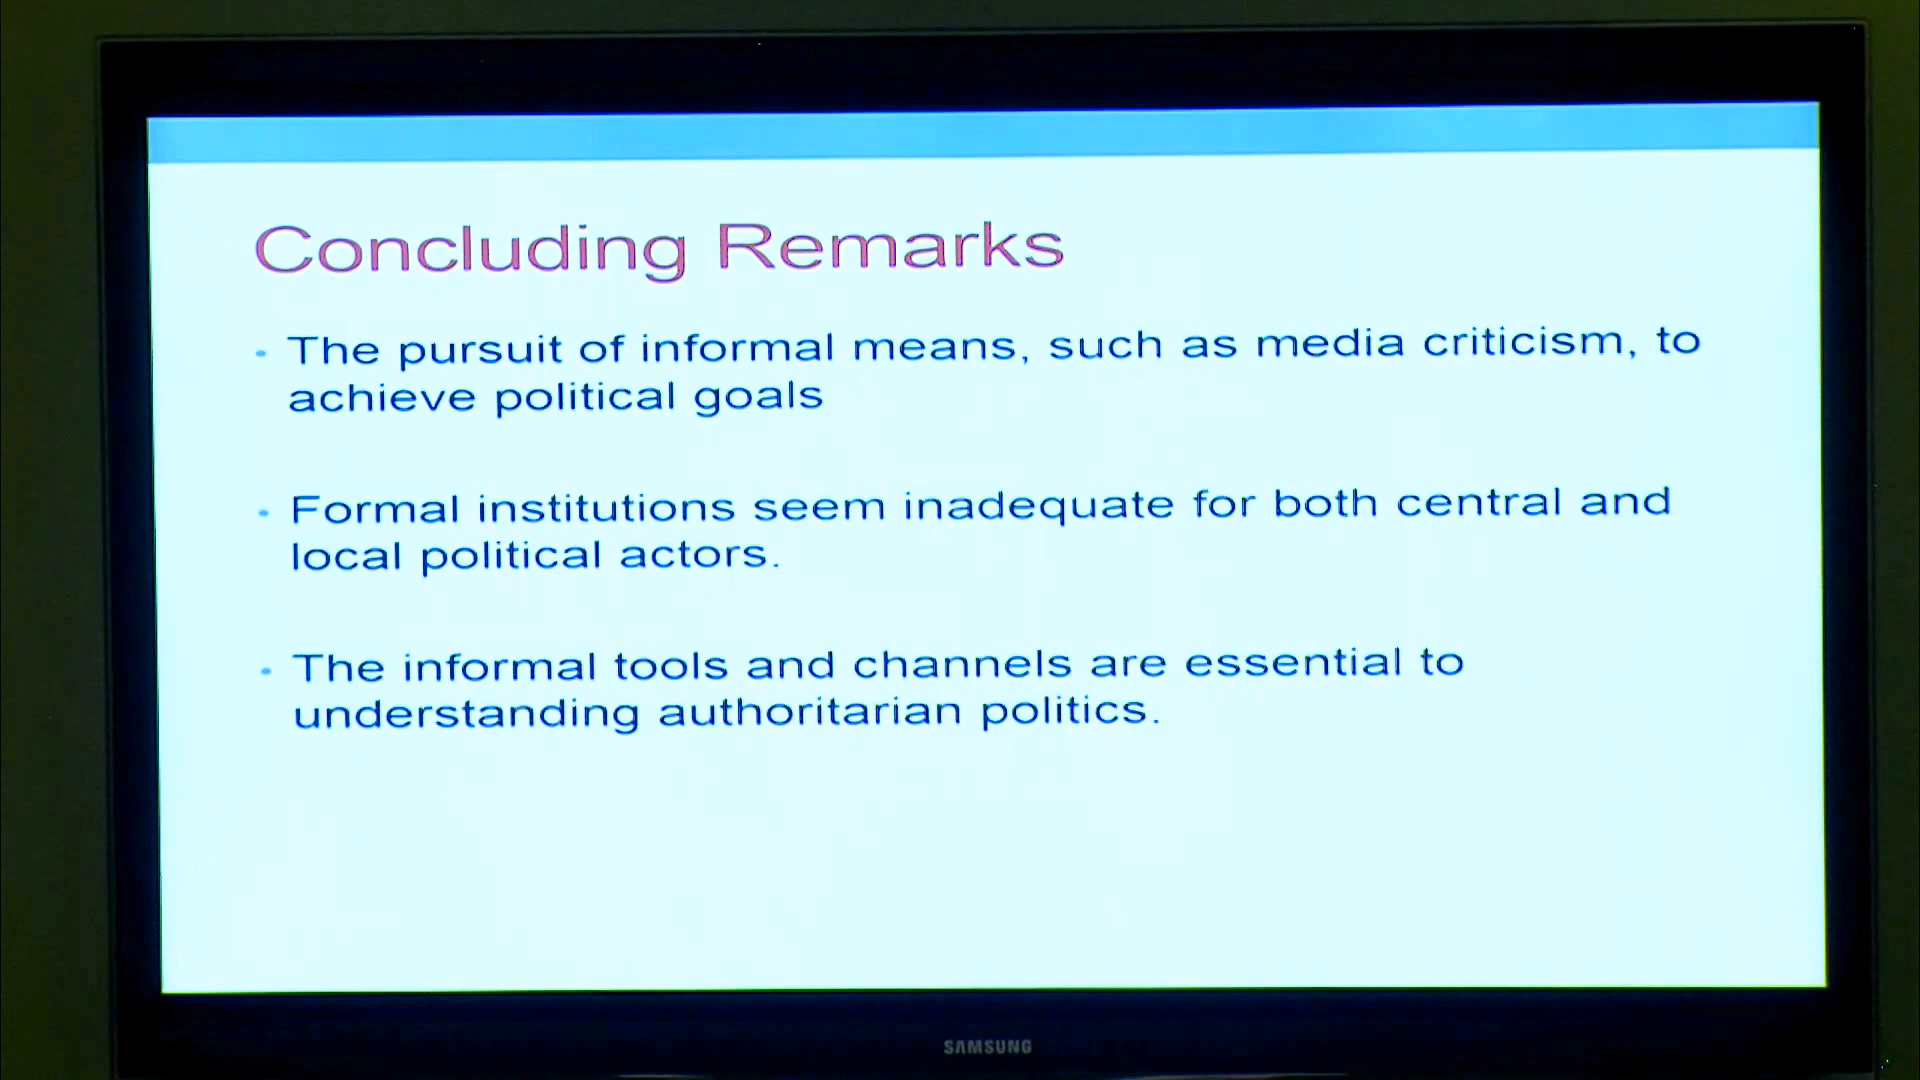 Concluding Remarks
• The pursuit of informal means, such as media criticism, to
achieve political goals
• Formal institutions seem inadequate for both central and
local political actors.
• The informal tools and channels are essential to
understanding authoritarian politics.
SAMSUNG